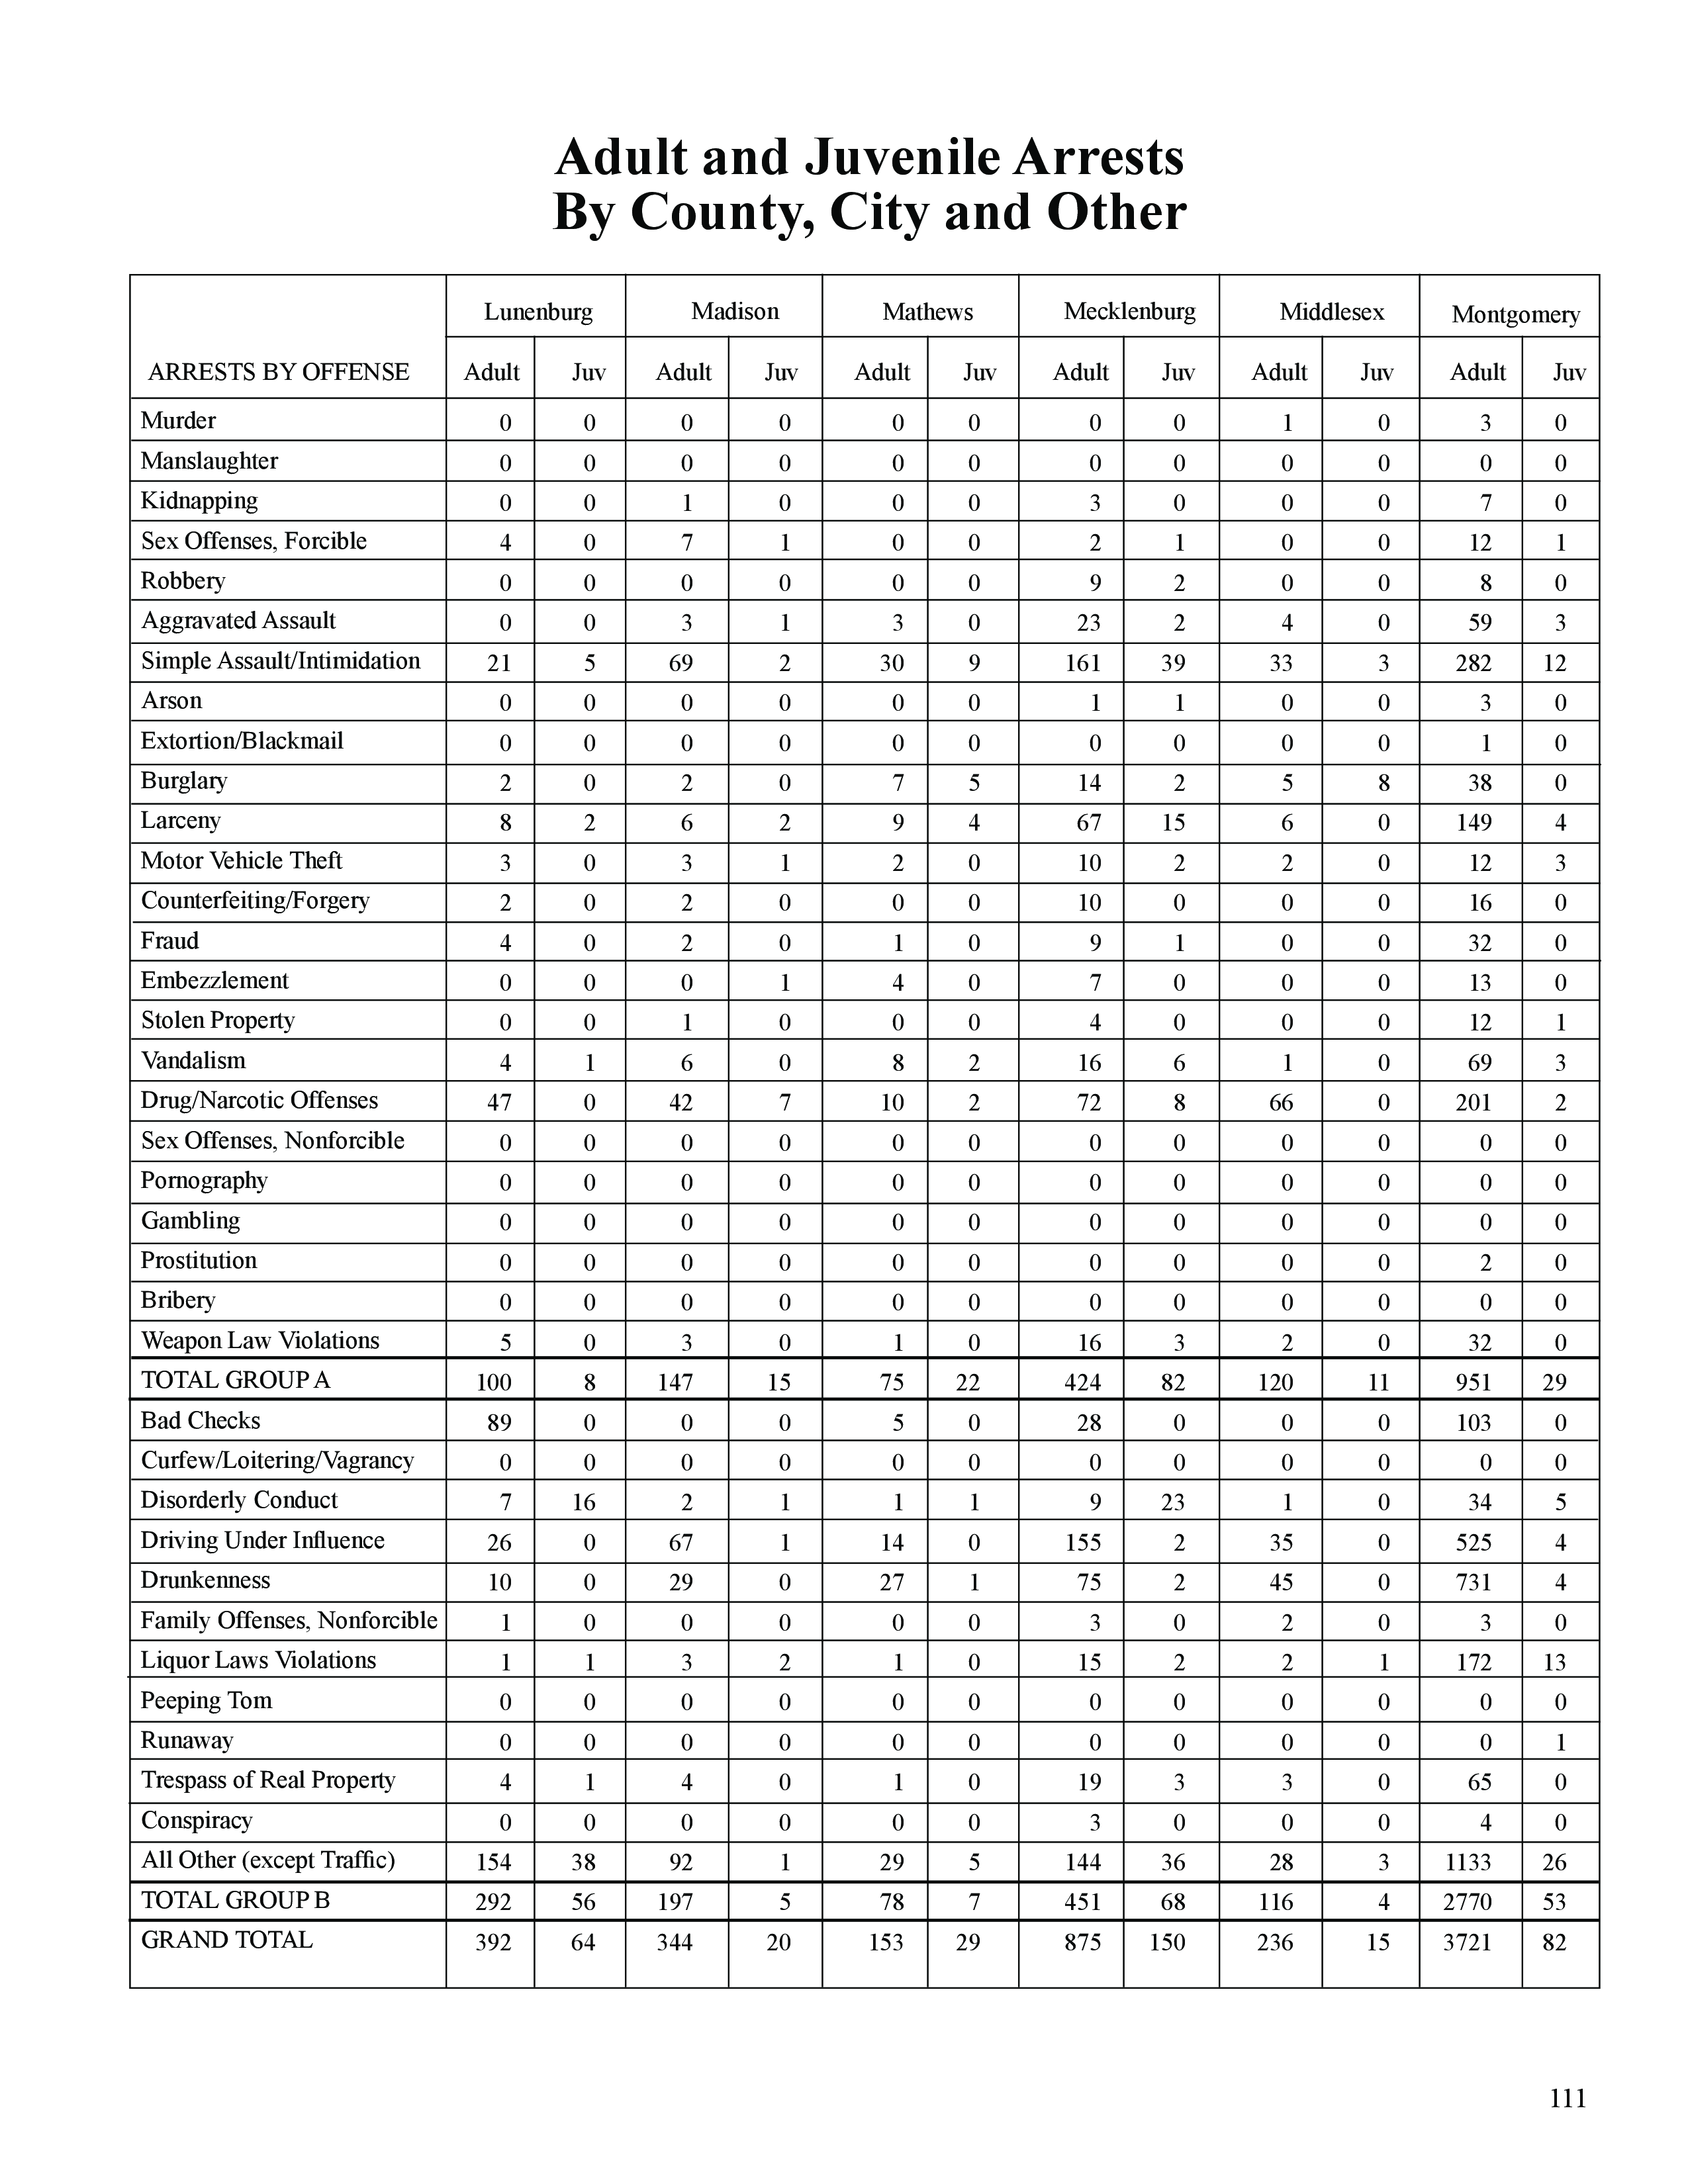 Adult and Juvenile Arrests
By County, City and Other
Lunenburg Madison Mathews Mecklenburg Middlesex Montgomery
ARRESTS BY OFFENSE Adult Juv Adult Juv Adult Juv Adult Juv Adult Juv Adult Juv
Murder 0 0 0 0 0 0 0 0 1 0 3 0
Manslaughter 0 0 0 0 0 0 0 0 0 0 0 0
Kidnapping 0 0 1 0 0 0 3 0 0 0 7 0
Sex Offenses, Forcible 4 0 7 1 0 0 2 1 0 0 12 1
Robbery 0 0 0 0 0 0 9 2 0 0 8 0
Aggravated Assault 0 0 3 1 3 0 23 2 4 0 59 3
Simple Assault/Intimidation 21 5 69 2 30 9 161 39 33 3 282 12
Arson 0 0 0 0 0 0 1 1 0 0 3 0
Extortion/Blackmail 0 0 0 0 0 0 0 0 0 0 1 0
Burglary 2 0 2 0 7 5 14 2 5 8 38 0
Larceny 8 2 6 2 9 4 67 15 6 0 149 4
Motor Vehicle Theft 3 0 3 1 2 0 10 2 2 0 12 3
Counterfeiting/Forgery 2 0 2 0 0 0 10 0 0 0 16 0
Fraud 4 0 2 0 1 0 9 1 0 0 32 0
Embezzlement 0 0 0 1 4 0 7 0 0 0 13 0
Stolen Property 0 0 1 0 0 0 4 0 0 0 12 1
Vandalism 4 1 6 0 8 2 16 6 1 0 69 3
Drug/Narcotic Offenses 47 0 42 7 10 2 72 8 66 0 201 2
Sex Offenses, Nonforcible 0 0 0 0 0 0 0 0 0 0 0 0
Pornography 0 0 0 0 0 0 0 0 0 0 0 0
Gambling 0 0 0 0 0 0 0 0 0 0 0 0
Prostitution 0 0 0 0 0 0 0 0 0 0 2 0
Bribery 0 0 0 0 0 0 0 0 0 0 0 0
Weapon Law Violations 5 0 3 0 1 0 16 3 2 0 32 0
TOTAL GROUP A 100 8 147 15 75 22 424 82 120 11 951 29
Bad Checks 89 0 0 0 5 0 28 0 0 0 103 0
Curfew/Loitering/Vagrancy 0 0 0 0 0 0 0 0 0 0 0 0
Disorderly Conduct 7 16 2 1 1 1 9 23 1 0 34 5
Driving Under Influence 26 0 67 1 14 0 155 2 35 0 525 4
Drunkenness 10 0 29 0 27 1 75 2 45 0 731 4
Family Offenses, Nonforcible 1 0 0 0 0 0 3 0 2 0 3 0
Liquor Laws Violations 1 1 3 2 1 0 15 2 2 1 172 13
Peeping Tom 0 0 0 0 0 0 0 0 0 0 0 0
Runaway 0 0 0 0 0 0 0 0 0 0 0 1
Trespass of Real Property 4 1 4 0 1 0 19 3 3 0 65 0
Conspiracy 0 0 0 0 0 0 3 0 0 0 4 0
All Other (except Traffic) 154 38 92 1 29 5 144 36 28 3 1133 26
TOTAL GROUP B 292 56 197 5 78 7 451 68 116 4 2770 53
GRAND TOTAL 392 64 344 20 153 29 875 150 236 15 3721 82
111